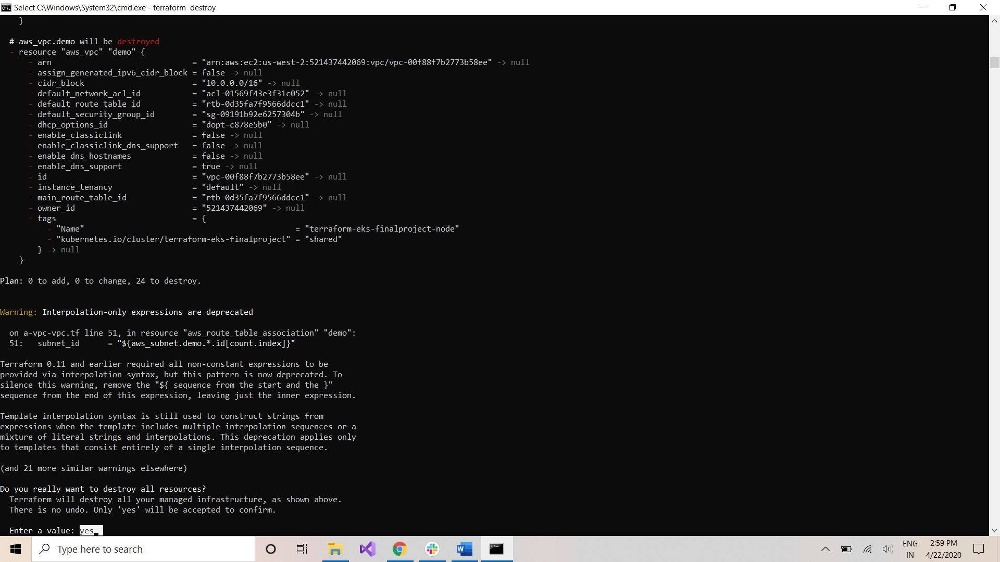 Select C:\Windows\System32\cmd.exe - terraform  destroy
    }

  # aws_vpc.demo will be destroyed
  - resource "aws_vpc" "demo" {
      - arn                              = "arn:aws:ec2:us-west-2:521437442069:vpc/vpc-00f88f7b2773b58ee" -> null
      - assign_generated_ipv6_cidr_block = false -> null
      - cidr_block                       = "10.0.0.0/16" -> null
      - default_network_acl_id           = "acl-01569f43e3f31c052" -> null
      - default_route_table_id           = "rtb-0d35fa7f9566ddcc1" -> null
      - default_security_group_id        = "sg-09191b92e6257304b" -> null
      - dhcp_options_id                  = "dopt-c878e5b0" -> null
      - enable_classiclink               = false -> null
      - enable_classiclink_dns_support   = false -> null
      - enable_dns_hostnames             = false -> null
      - enable_dns_support               = true -> null
      - id                               = "vpc-00f88f7b2773b58ee" -> null
      - instance_tenancy                 = "default" -> null
      - main_route_table_id              = "rtb-0d35fa7f9566ddcc1" -> null
      - owner_id                         = "521437442069" -> null
      - tags                             = {
          - "Name"                                             = "terraform-eks-finalproject-node"
          - "kubernetes.io/cluster/terraform-eks-finalproject" = "shared"
        } -> null
    }

Plan: 0 to add, 0 to change, 24 to destroy.

Warning: Interpolation-only expressions are deprecated

  on a-vpc-vpc.tf line 51, in resource "aws_route_table_association" "demo":
  51:   subnet_id      = "${aws_subnet.demo.*.id[count.index]}"

Terraform 0.11 and earlier required all non-constant expressions to be
provided via interpolation syntax, but this pattern is now deprecated. To
silence this warning, remove the "${ sequence from the start and the }"
sequence from the end of this expression, leaving just the inner expression.

Template interpolation syntax is still used to construct strings from
expressions when the template includes multiple interpolation sequences or a
mixture of literal strings and interpolations. This deprecation applies only
to templates that consist entirely of a single interpolation sequence.

(and 21 more similar warnings elsewhere)

Do you really want to destroy all resources?
  Terraform will destroy all your managed infrastructure, as shown above.
  There is no undo. Only 'yes' will be accepted to confirm.

  Enter a value: yes
Type here to search
ENG
IN
2:59 PM
4/22/2020